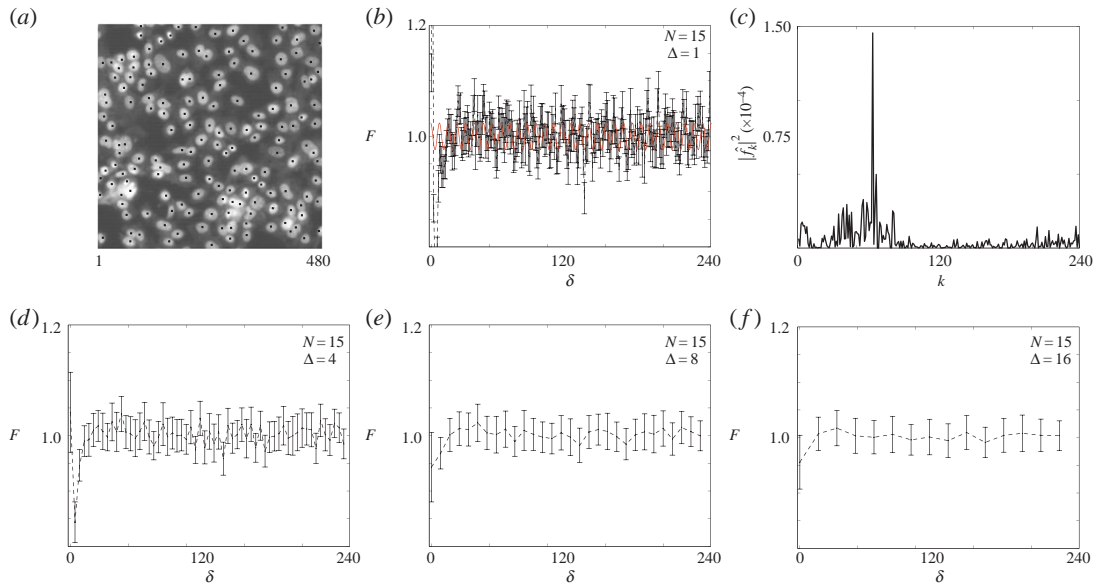 (a)
1 480
(b)
F
1.2
1.0
N = 15
Δ = 1
0 120 240
δ
(c)
|f̂ₖ|² (×10⁻⁴)
1.50
0.75
0 120 240
k
(d)
F
1.2
1.0
N = 15
Δ = 4
0 120 240
δ
(e)
F
1.2
1.0
N = 15
Δ = 8
0 120 240
δ
(f)
F
1.2
1.0
N = 15
Δ = 16
0 120 240
δ